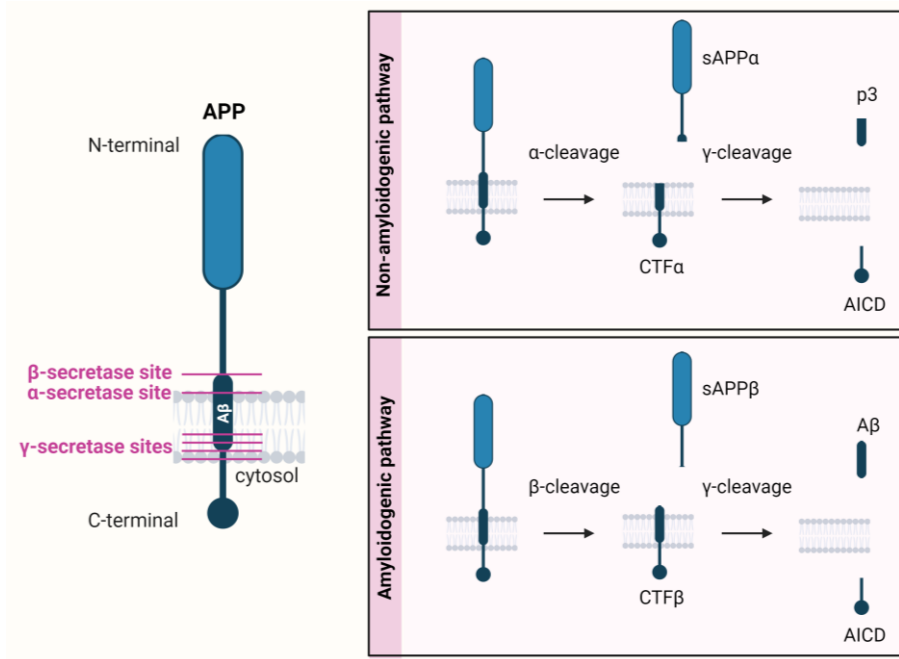 APP
N-terminal
β-secretase site
α-secretase site
Aβ
γ-secretase sites
cytosol
C-terminal
Non-amyloidogenic pathway
α-cleavage
CTFα
sAPPα
γ-cleavage
p3
AICD
Amyloidogenic pathway
β-cleavage
CTFβ
sAPPβ
γ-cleavage
Aβ
AICD